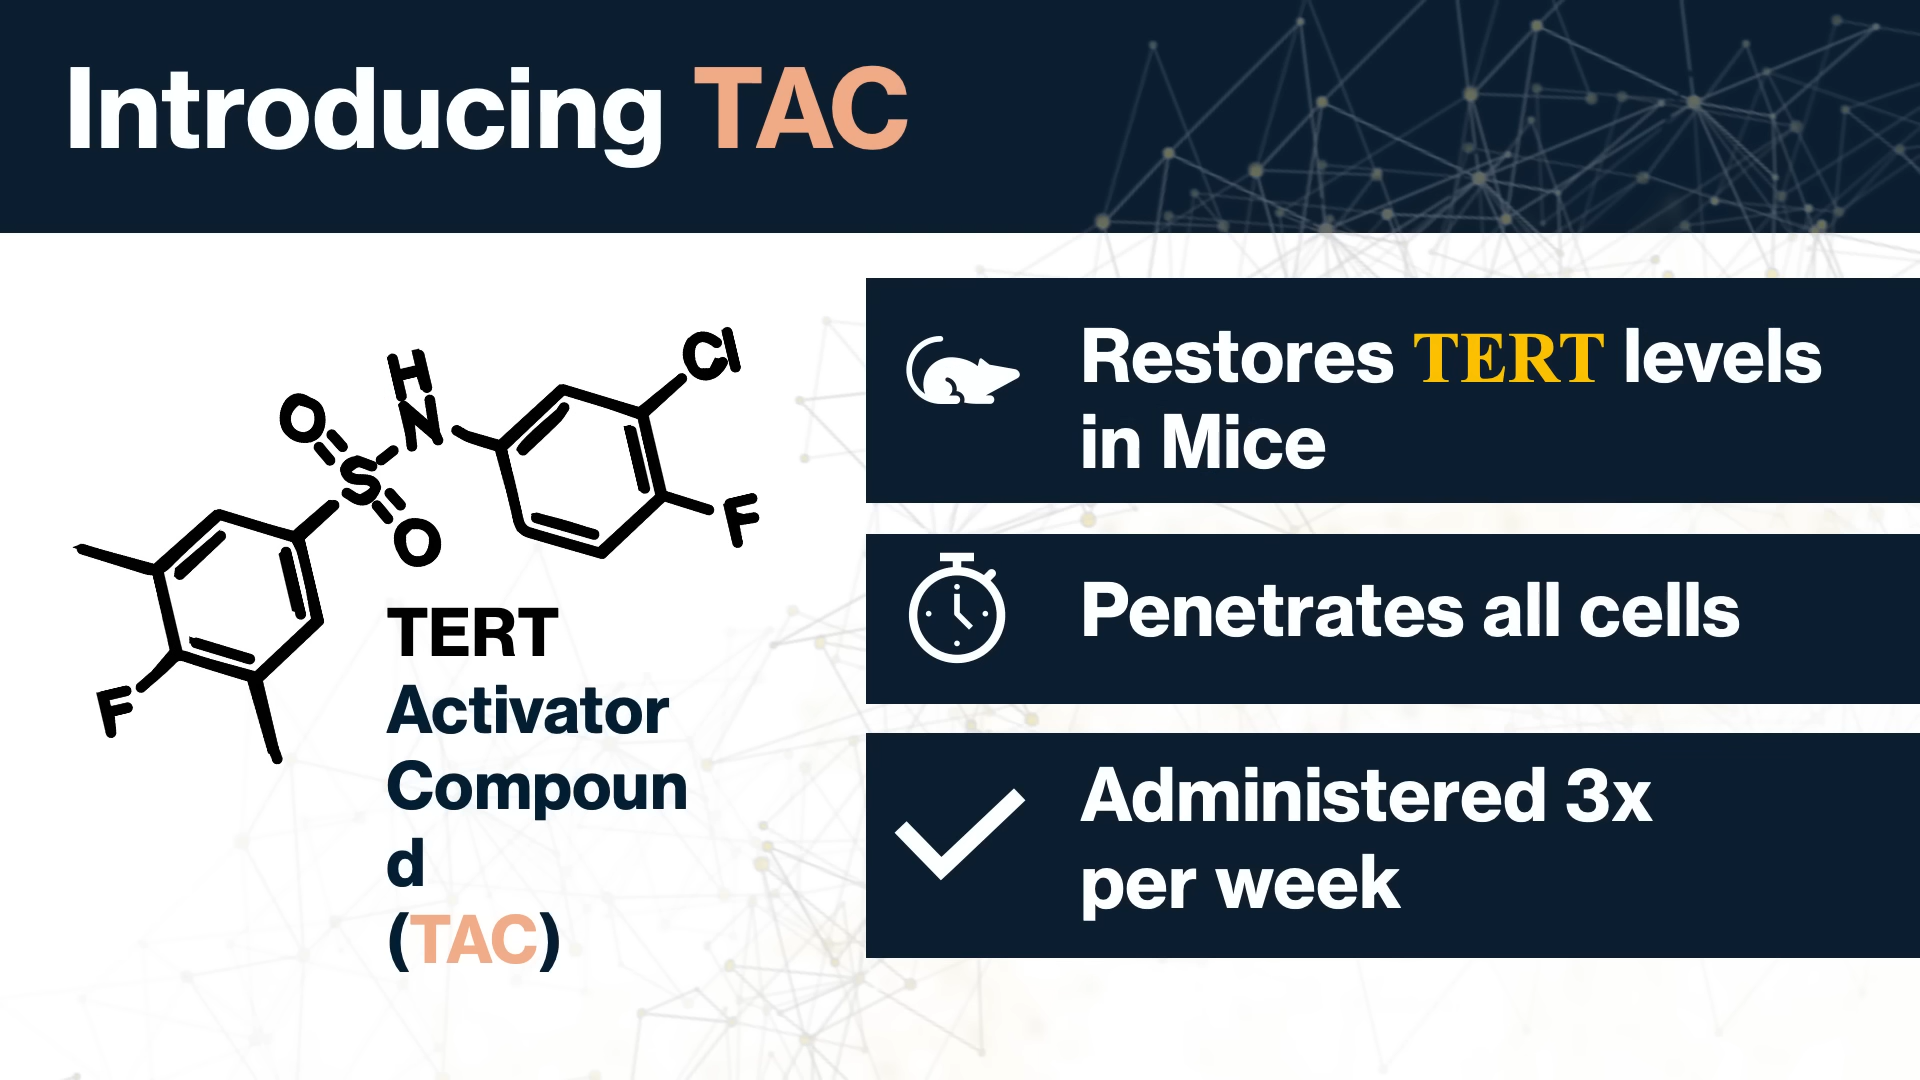 Introducing TAC
Cl
H
N
O
S
F
O
F
TERT
Activator
Compoun
d
(TAC)
Restores TERT levels
in Mice
Penetrates all cells
Administered 3x
per week